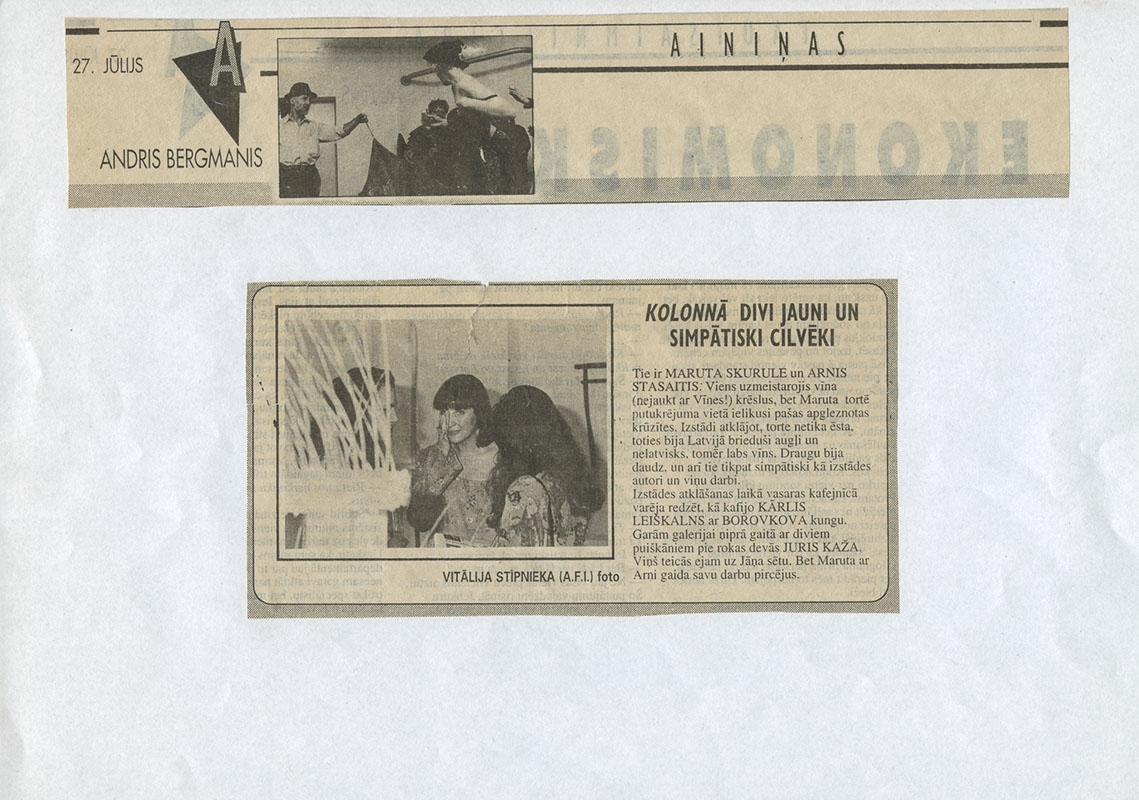 27. JŪLIJS
A
ANDRIS BERGMANIS
AINIŅAS
KOLONNĀ DIVI JAUNI UN
SIMPĀTISKI CILVĒKI
Tie ir MARUTA SKURULE un ARNIS
STASAITIS. Viens uzmeistarojis vīna
(nejaukt ar Vīnes!) krēslus, bet Maruta tortē
putukrējuma vietā ielikusi pašas apgleznotas
krūzītes. Izstādi atklājot, torte netika ēsta,
toties bija Latvijā brieduši augļi un
nelatvisks, tomēr labs vīns. Draugu bija
daudz, un arī tie tikpat simpātiski kā izstādes
autori un viņu darbi.
Izstādes atklāšanas laikā vasaras kafejnīcā
varēja redzēt, kā kafijo KĀRLIS
LEIŠKALNS ar BOROVKOVA kungu.
Garām galerijai ņiprā gaitā ar diviem
puišķāniem pie rokas devās JURIS KAŽA.
Viņš teicās ejam uz Jāņa sētu. Bet Maruta ar
Arni gaida savu darbu pircējus.
VITĀLIJA STĪPNIEKA (A.F.I.) foto